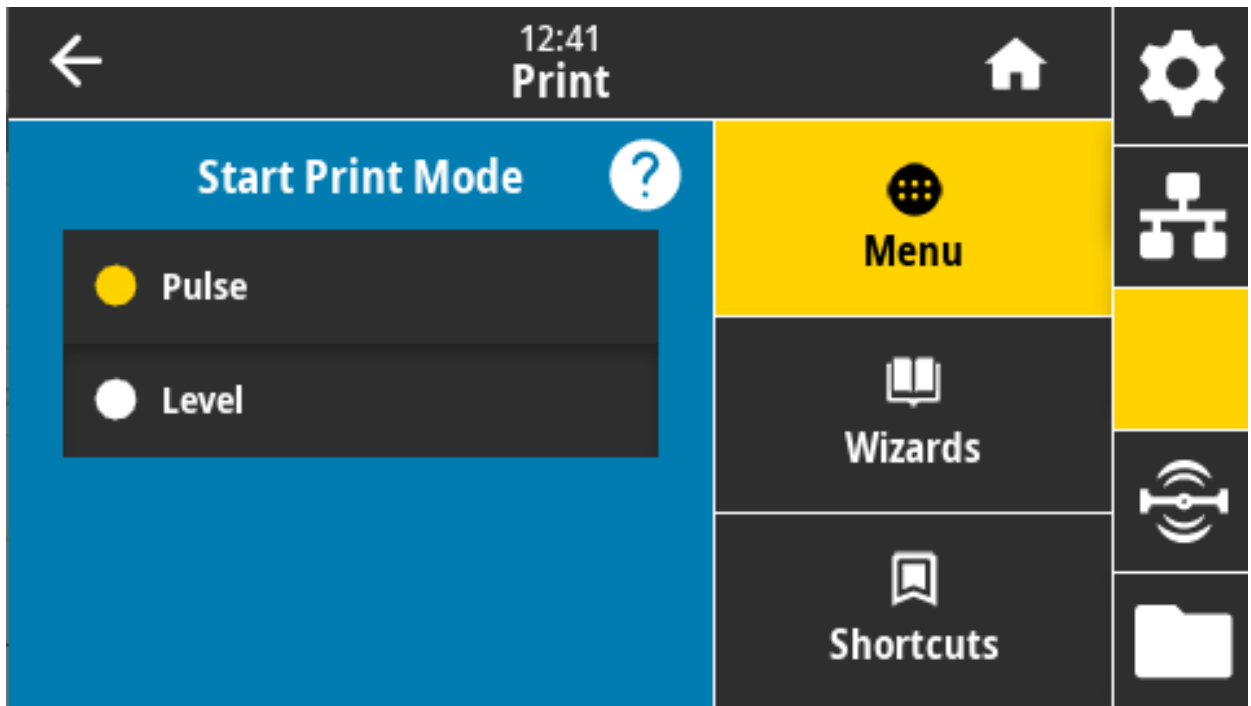 12:41
Print
Start Print Mode
?
Pulse
Level
Menu
Wizards
Shortcuts